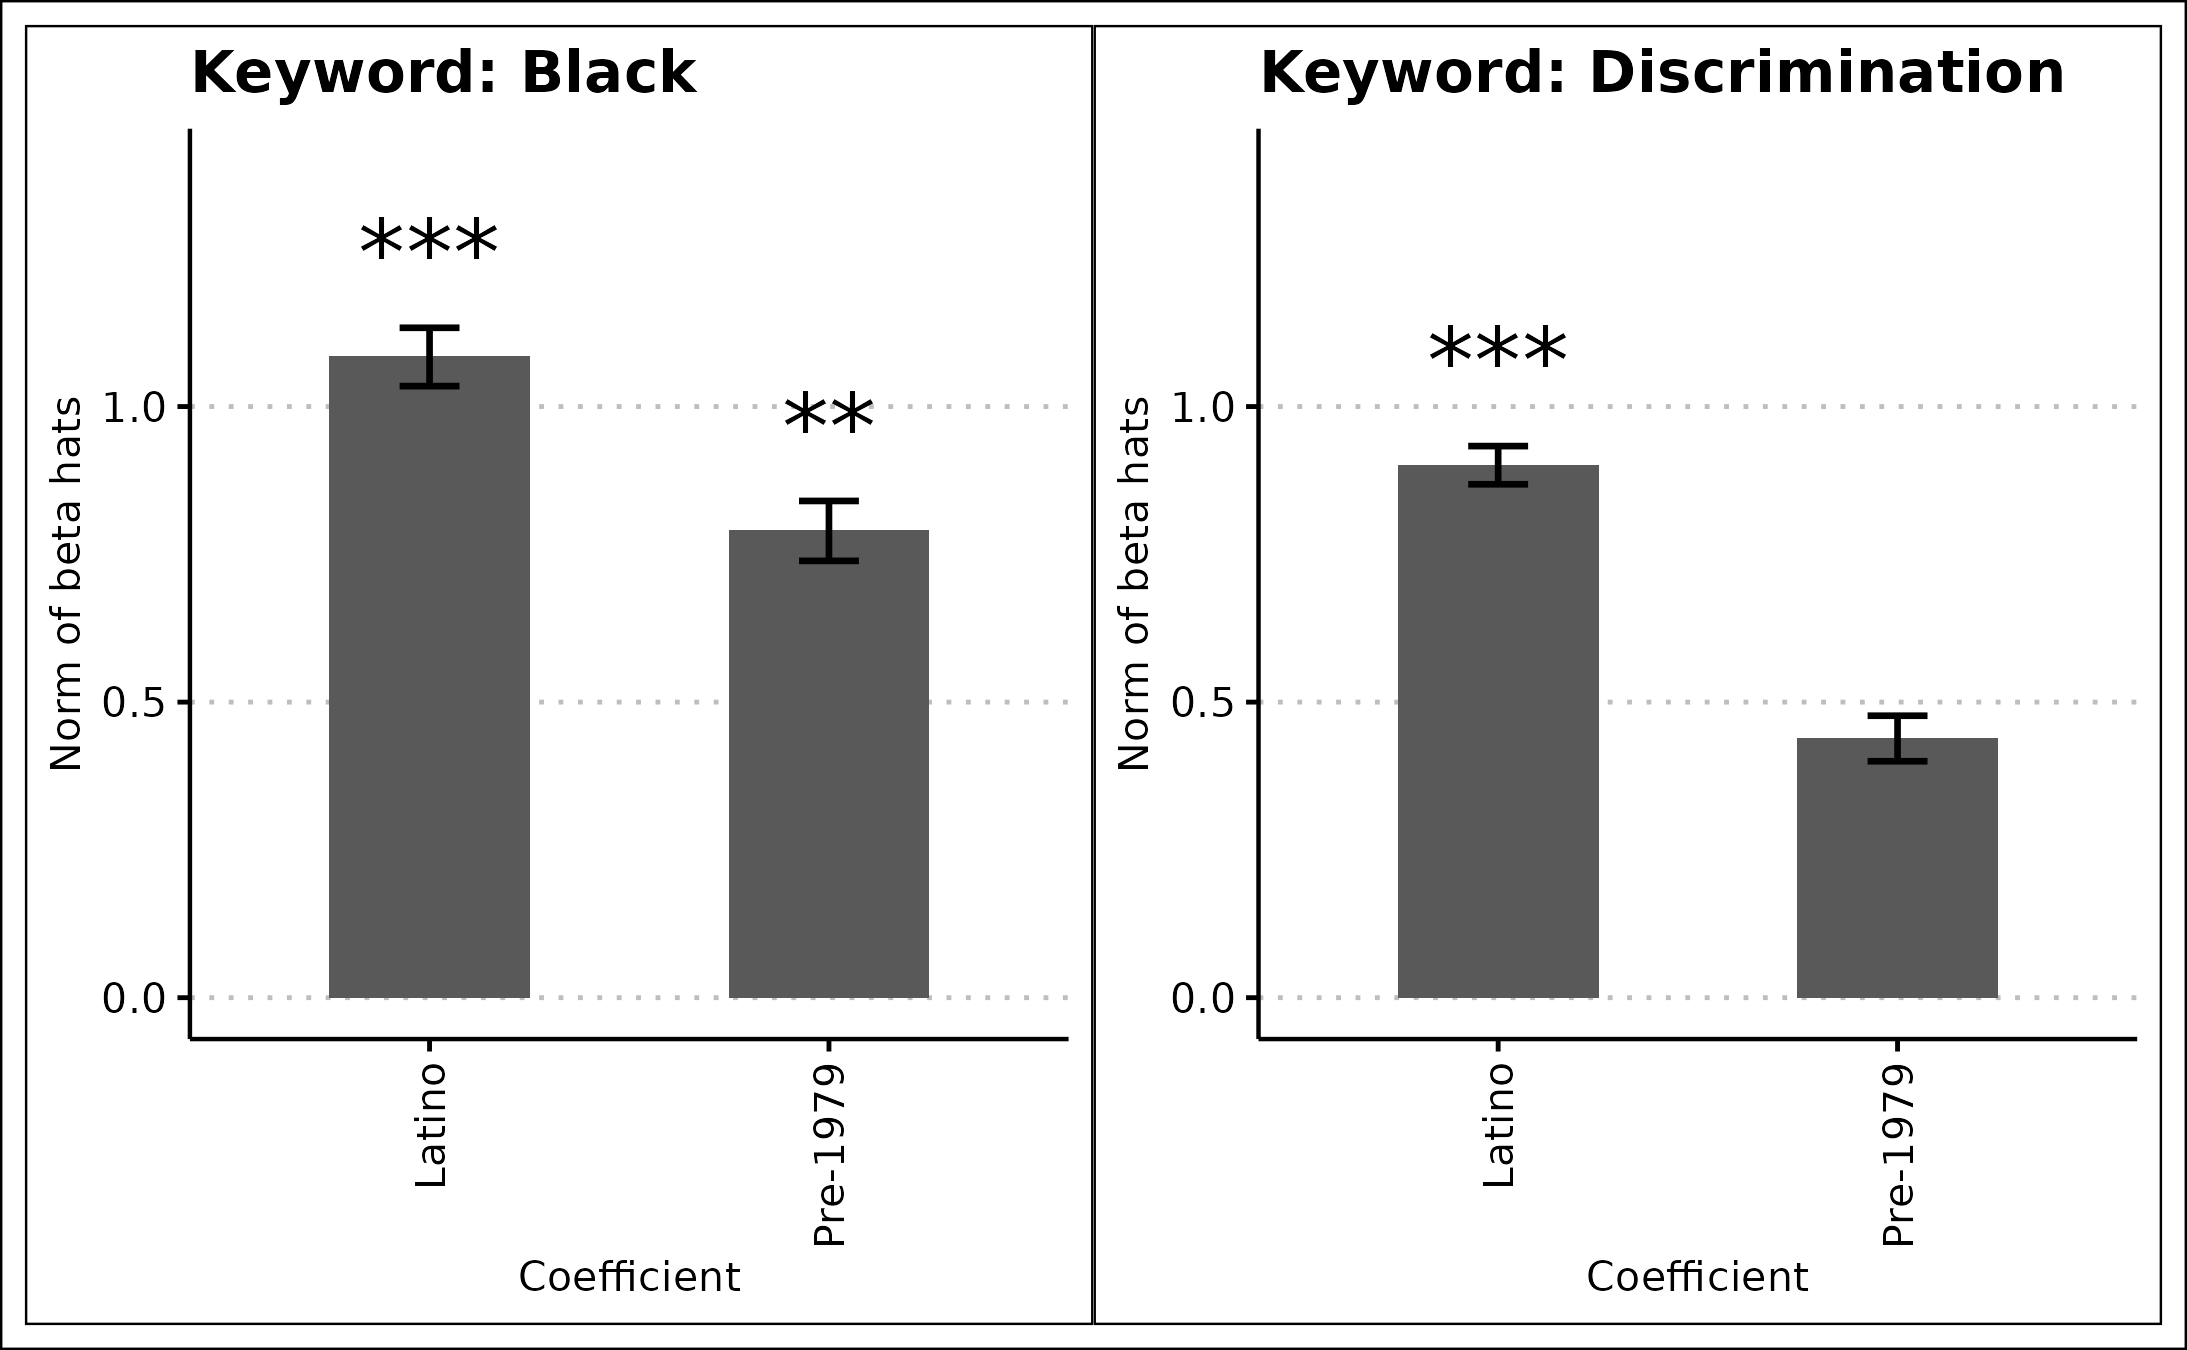 Keyword: Black
***
**
1.0
0.5
0.0
Norm of beta hats
Latino
Pre-1979
Coefficient
Keyword: Discrimination
***
1.0
0.5
0.0
Norm of beta hats
Latino
Pre-1979
Coefficient